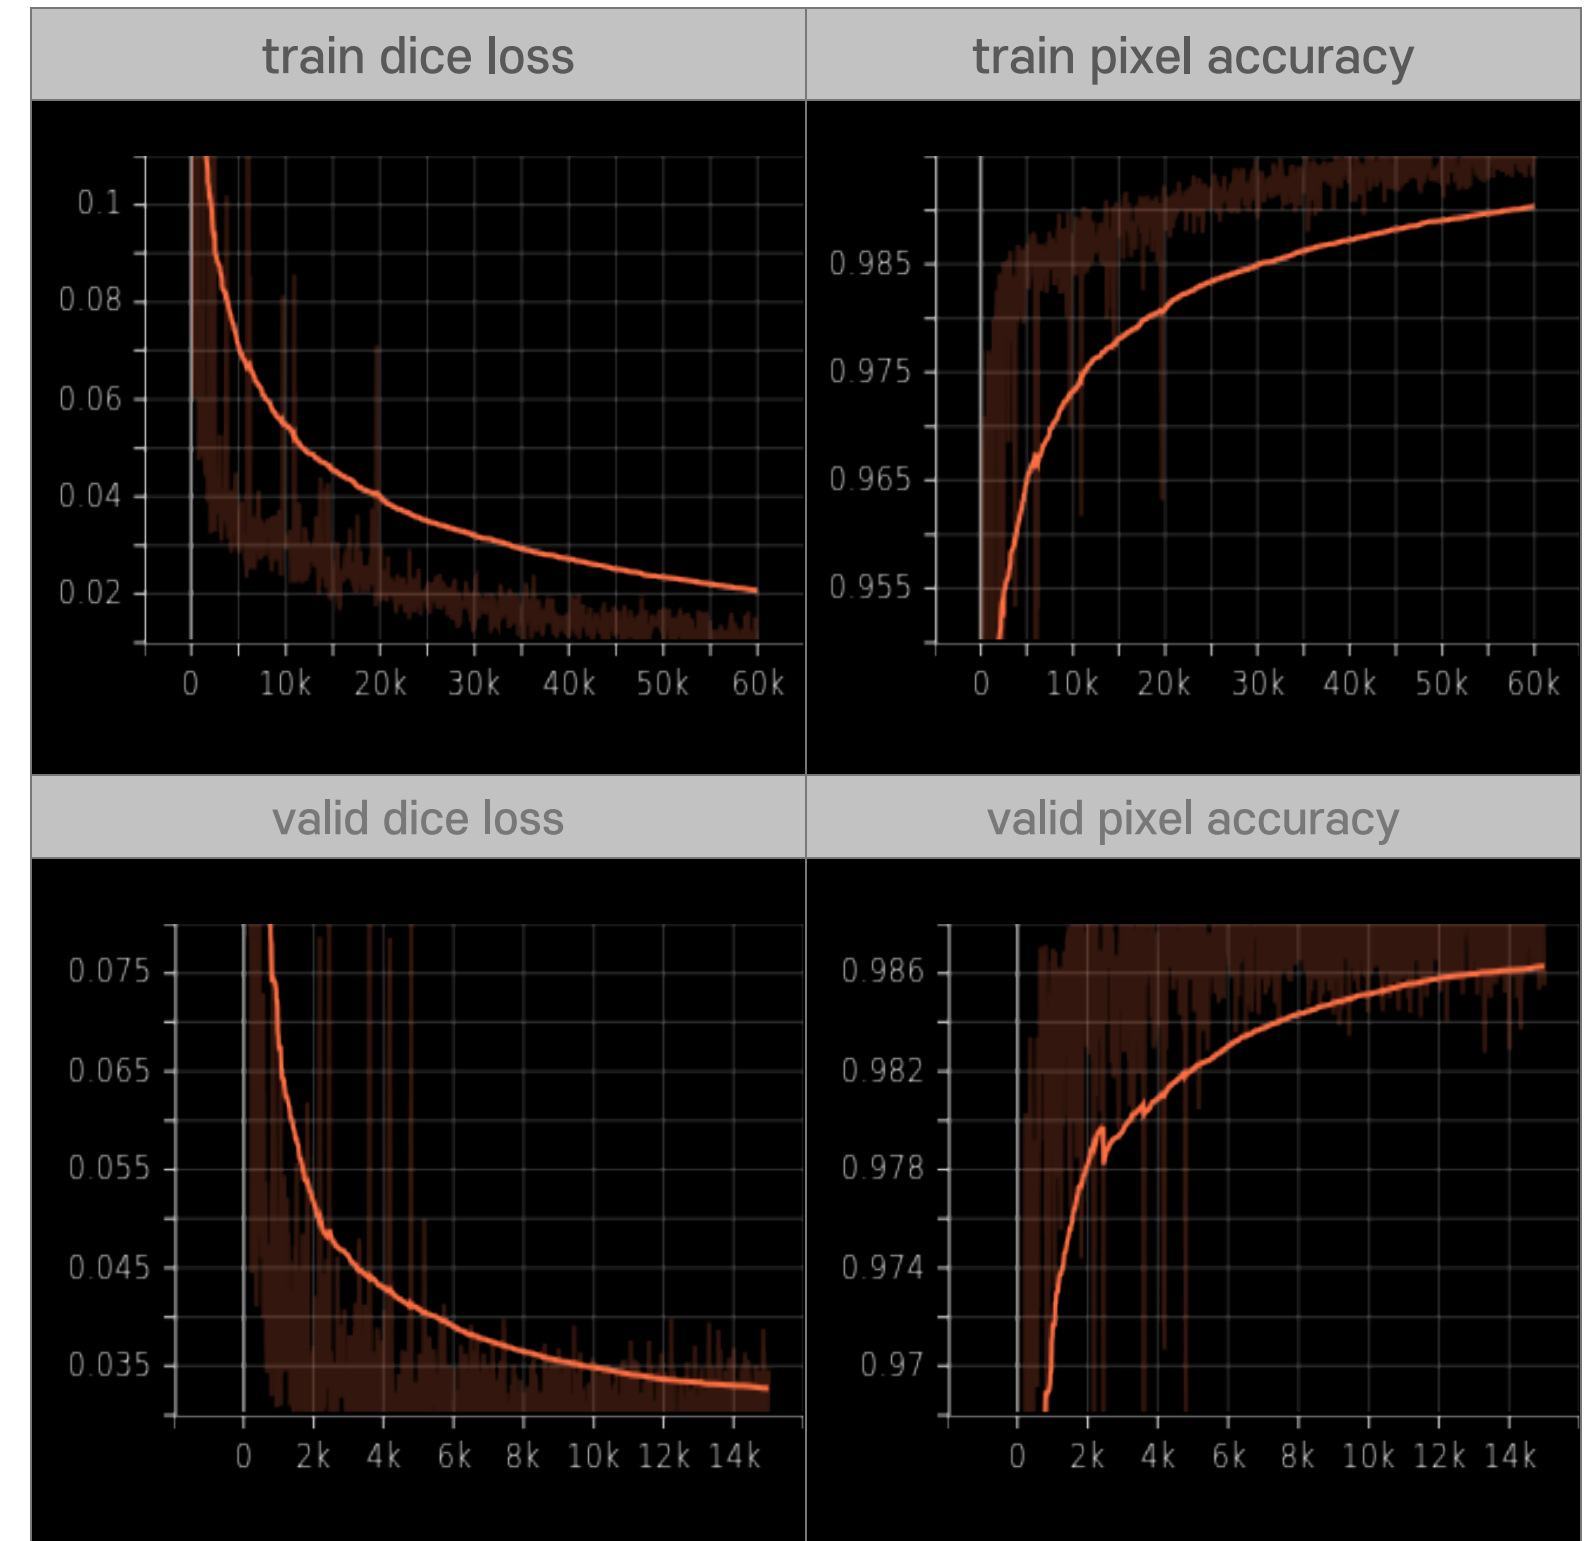 train dice loss
train pixel accuracy
0.1
0.08
0.06
0.04
0.02
0 10k 20k 30k 40k 50k 60k
0.985
0.975
0.965
0.955
0 10k 20k 30k 40k 50k 60k
valid dice loss
valid pixel accuracy
0.075
0.065
0.055
0.045
0.035
0 2k 4k 6k 8k 10k 12k 14k
0.986
0.982
0.978
0.974
0.97
0 2k 4k 6k 8k 10k 12k 14k